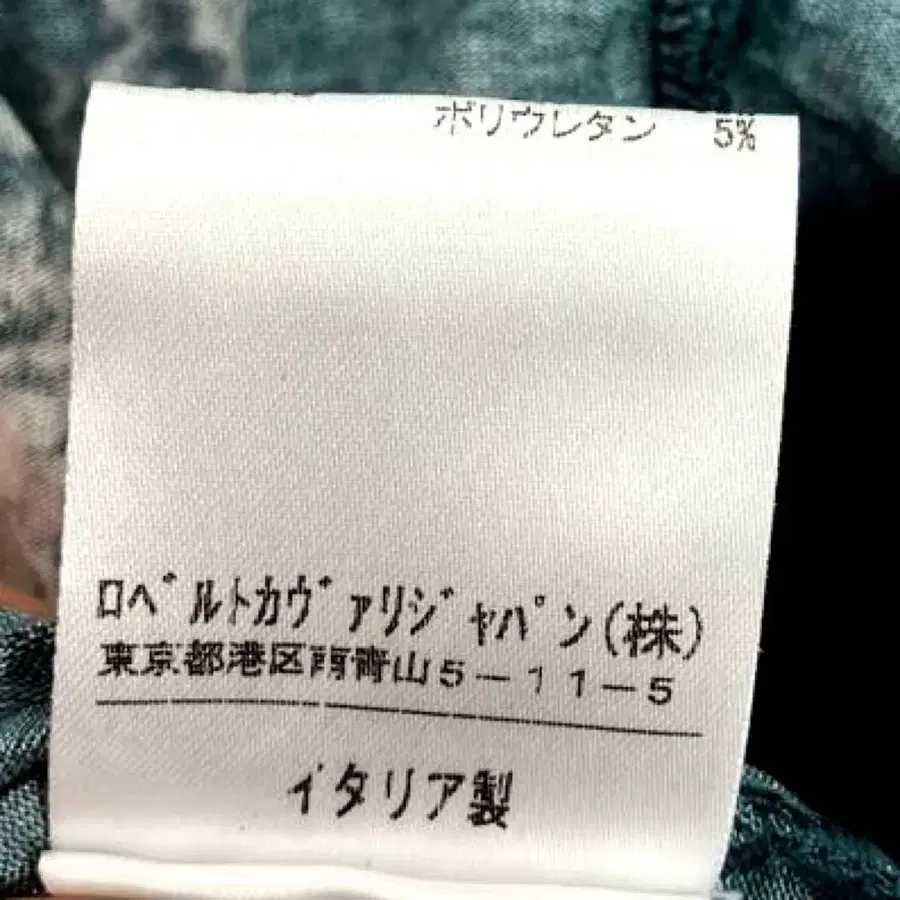 ポリウレタン 5%
ロベルトカヴァリジャパン(株)
東京都港区南青山5-11-5
イタリア製